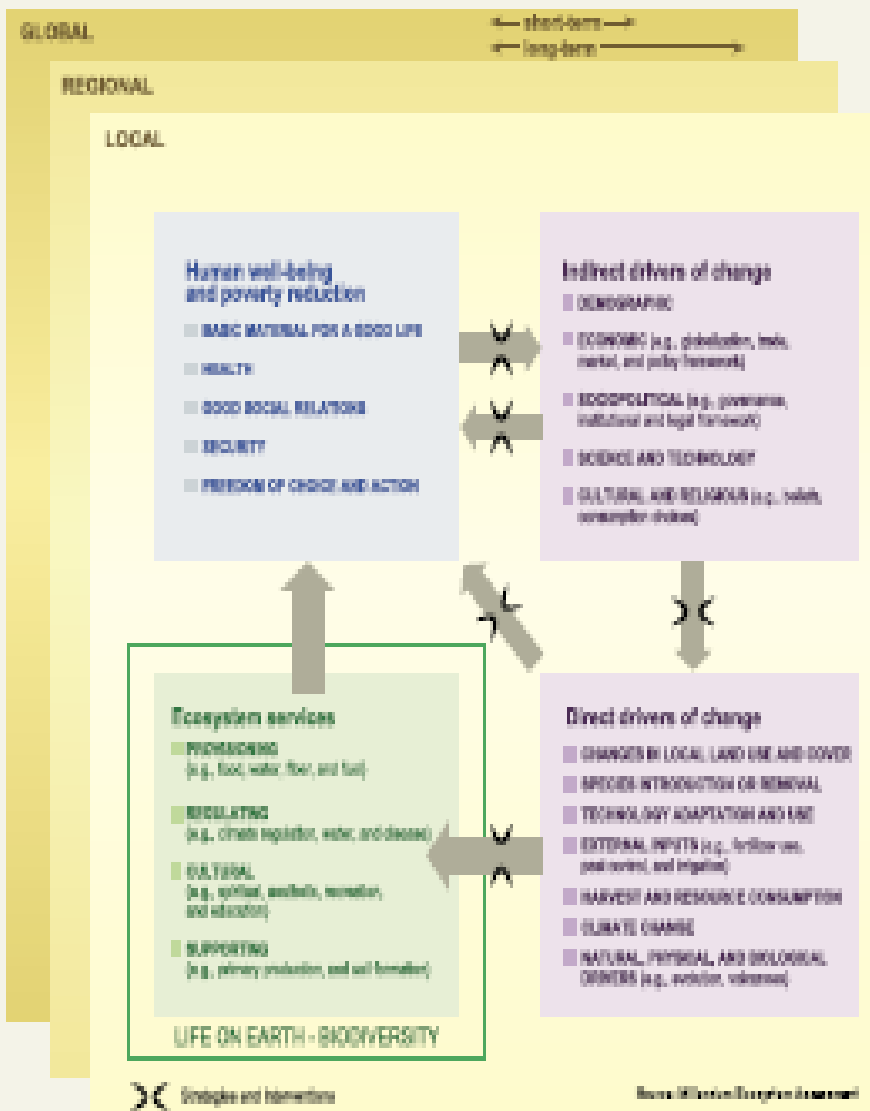 GLOBAL
short-term
long-term
REGIONAL
LOCAL
Human well-being
and poverty reduction
BASIC MATERIAL FOR A GOOD LIFE
HEALTH
GOOD SOCIAL RELATIONS
SECURITY
FREEDOM OF CHOICE AND ACTION
Indirect drivers of change
DEMOGRAPHIC
ECONOMIC (e.g., globalization, trade,
market, and policy framework)
SOCIOPOLITICAL (e.g., governance,
institutional and legal framework)
SCIENCE AND TECHNOLOGY
CULTURAL AND RELIGIOUS (e.g., beliefs,
consumption choices)
Ecosystem services
PROVISIONING
(e.g., food, water, fiber, and fuel)
REGULATING
(e.g., climate regulation, water, and disease)
CULTURAL
(e.g., spiritual, aesthetic, recreation,
and education)
SUPPORTING
(e.g., primary production, and soil formation)
LIFE ON EARTH - BIODIVERSITY
Direct drivers of change
CHANGES IN LOCAL LAND USE AND COVER
SPECIES INTRODUCTION OR REMOVAL
TECHNOLOGY ADAPTATION AND USE
EXTERNAL INPUTS (e.g., fertilizer use,
pest control, and irrigation)
HARVEST AND RESOURCE CONSUMPTION
CLIMATE CHANGE
NATURAL, PHYSICAL, AND BIOLOGICAL
DRIVERS (e.g., evolution, volcanoes)
Strategies and interventions
Source: Millennium Ecosystem Assessment